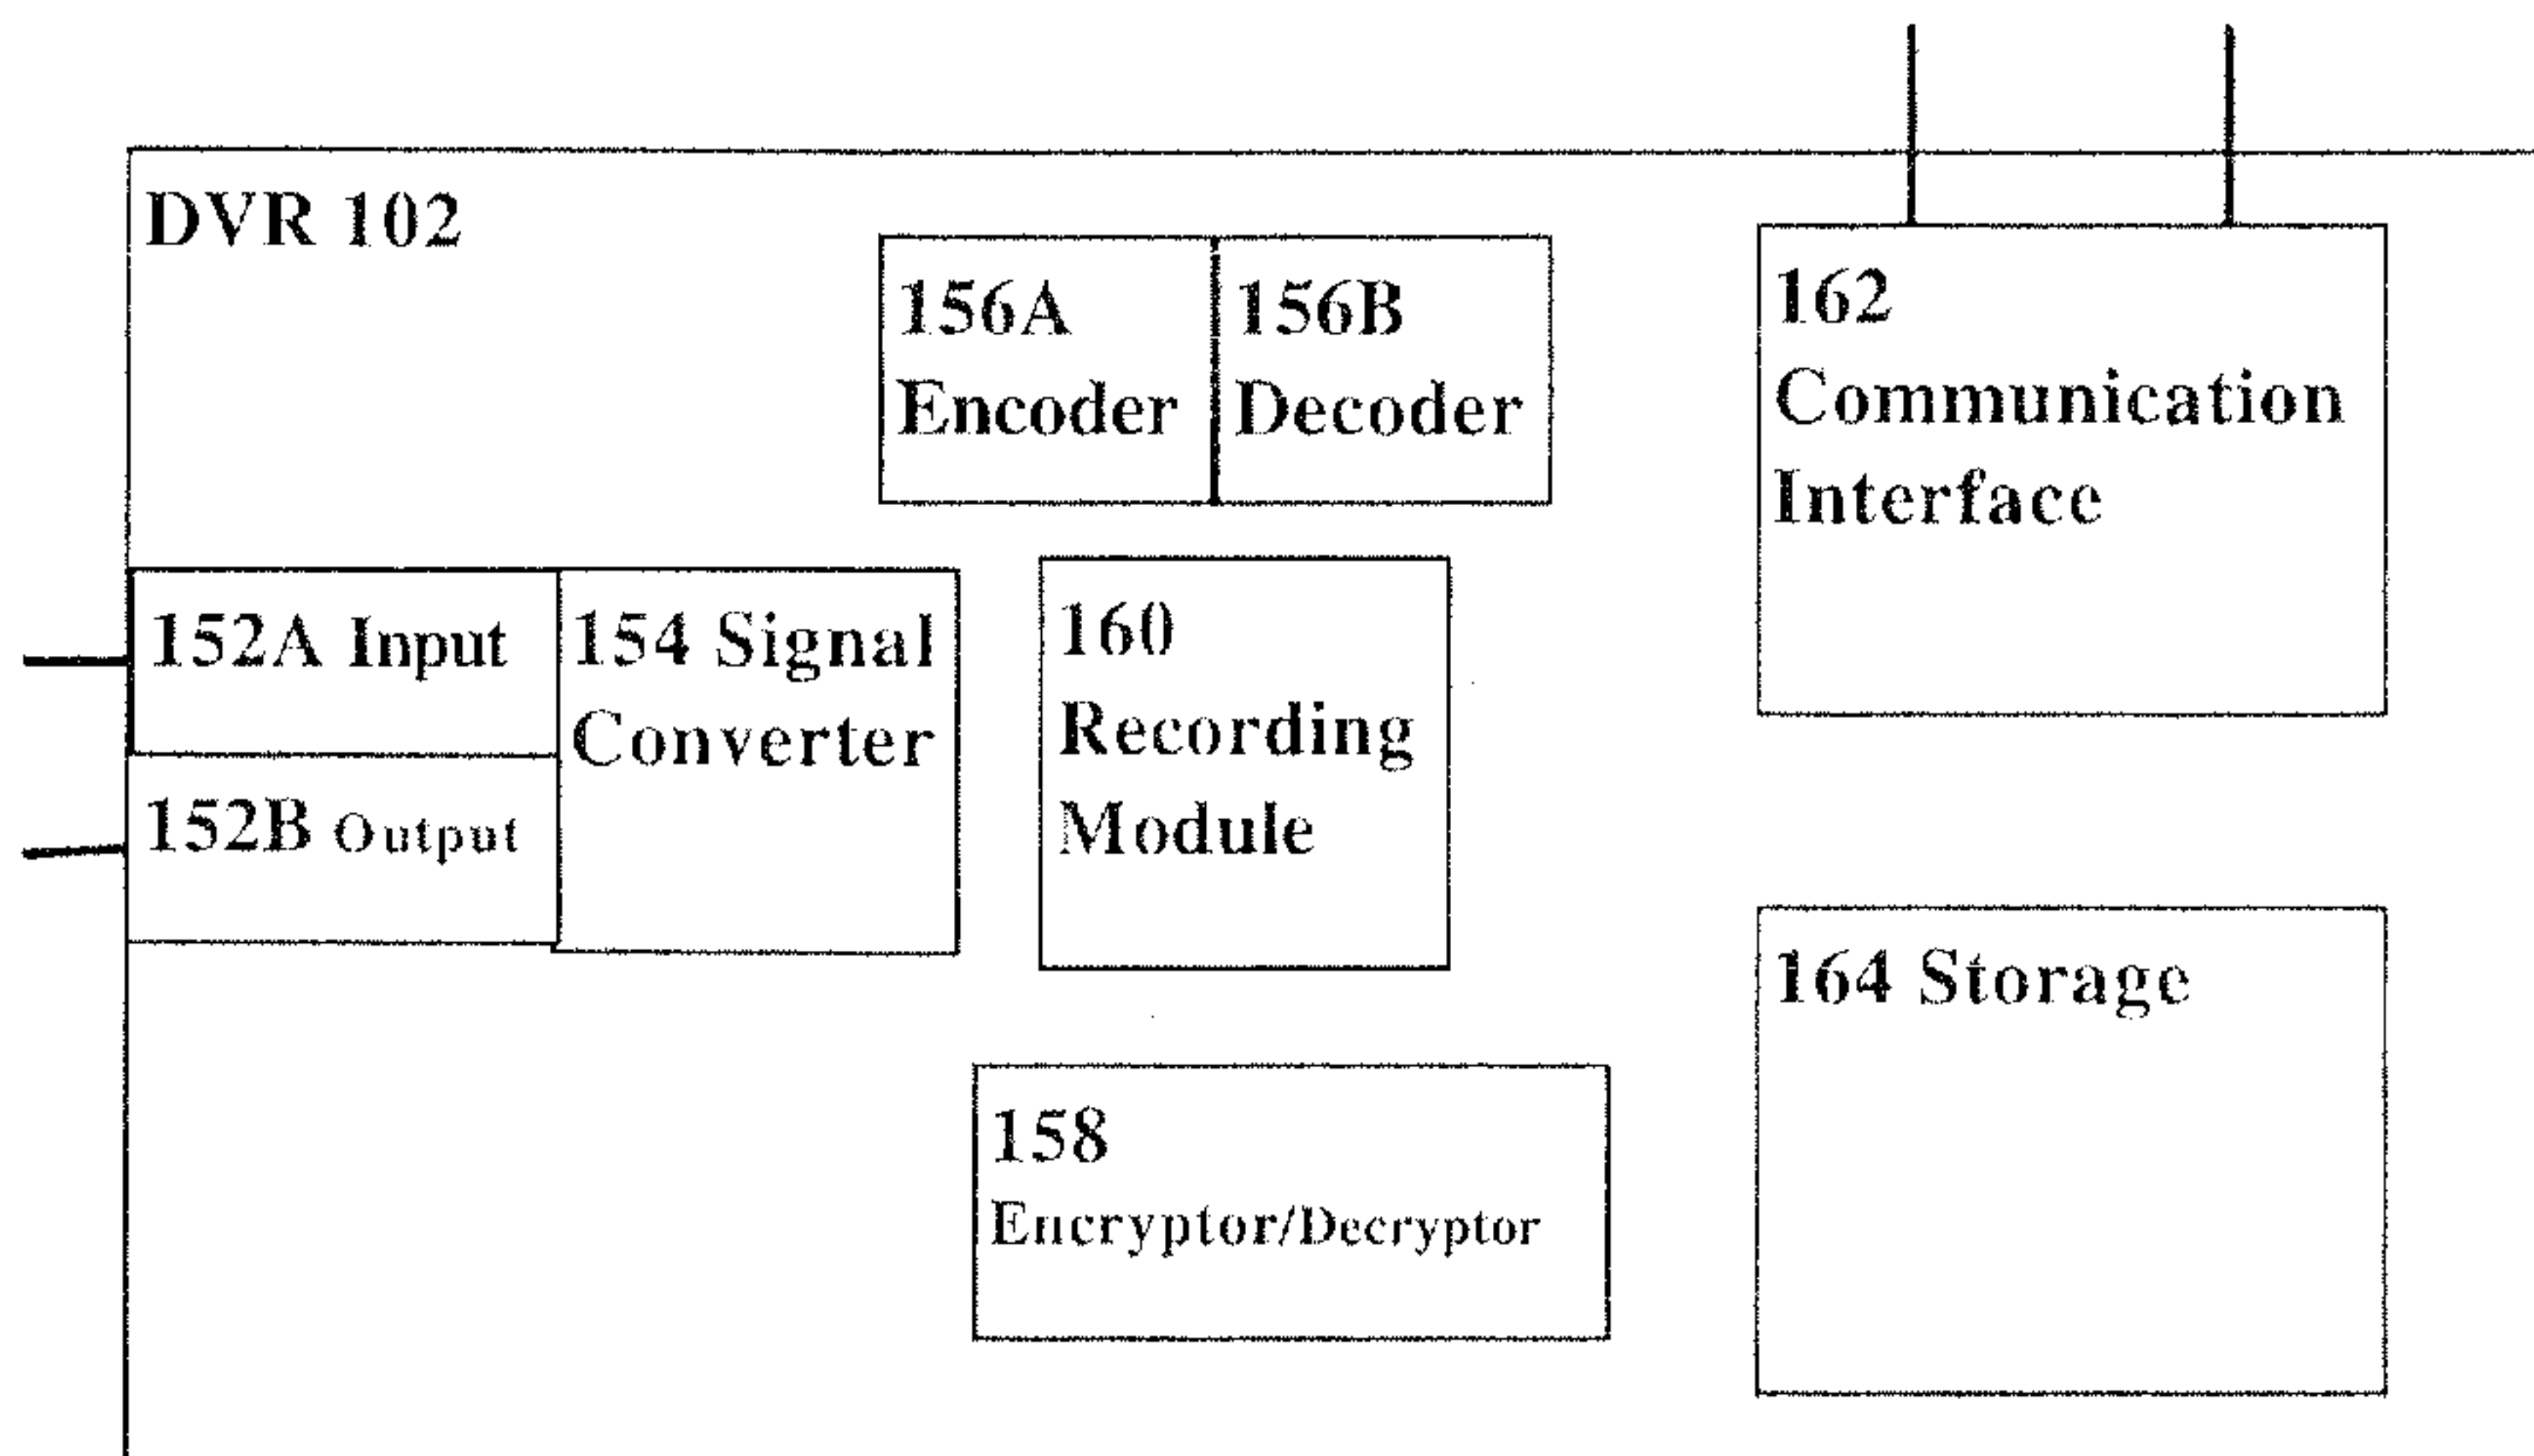 DVR 102
156A
Encoder
156B
Decoder
162
Communication
Interface
152A Input
152B Output
154 Signal
Converter
160
Recording
Module
164 Storage
158
Encryptor/Decryptor